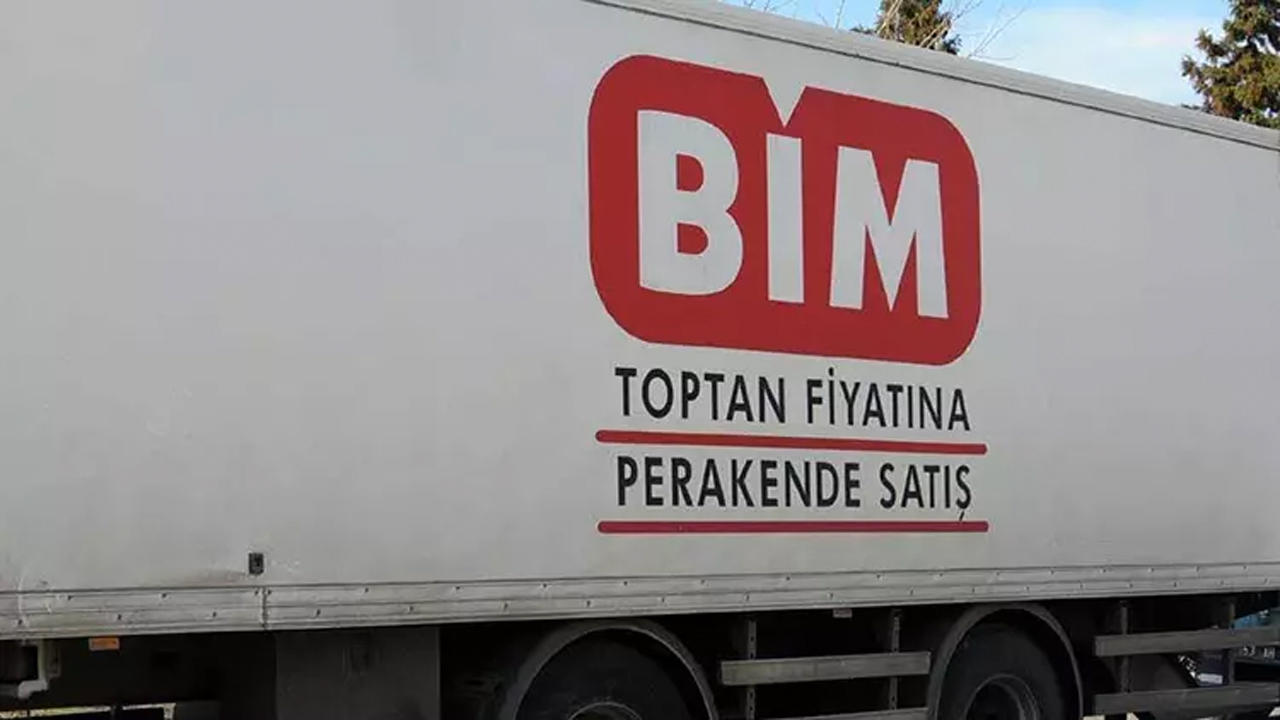 BİM
TOPTAN FİYATINA
PERAKENDE SATIŞ